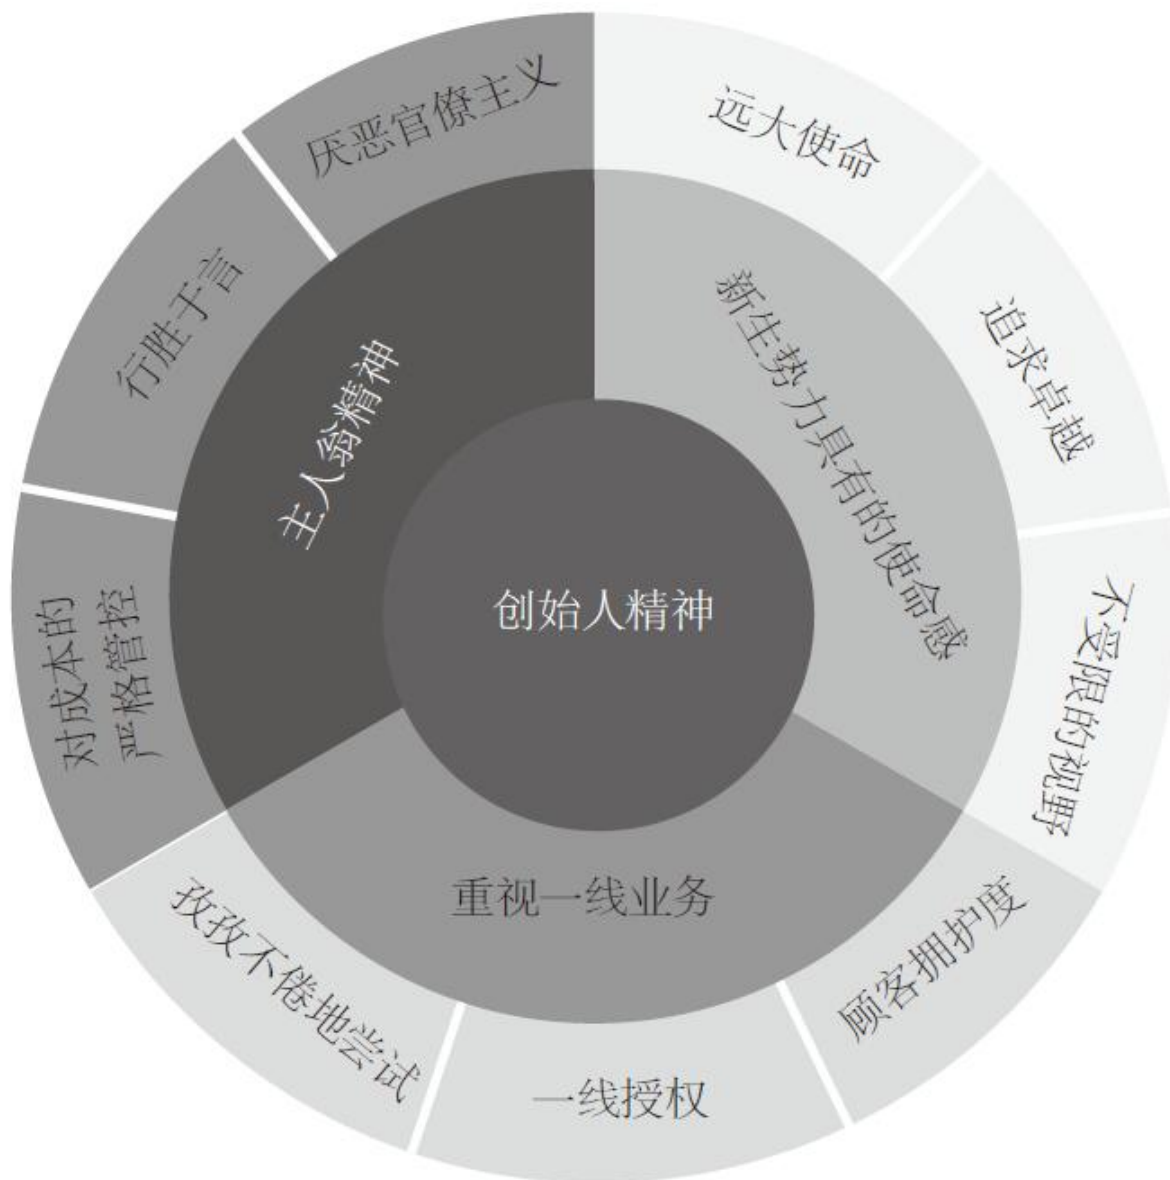 厌恶官僚主义
远大使命
行胜于言
追求卓越
新生势力具有的使命感
主人翁精神
创始人精神
对成本的
严格管控
不受限的视野
重视一线业务
孜孜不倦地尝试
顾客拥护度
一线授权